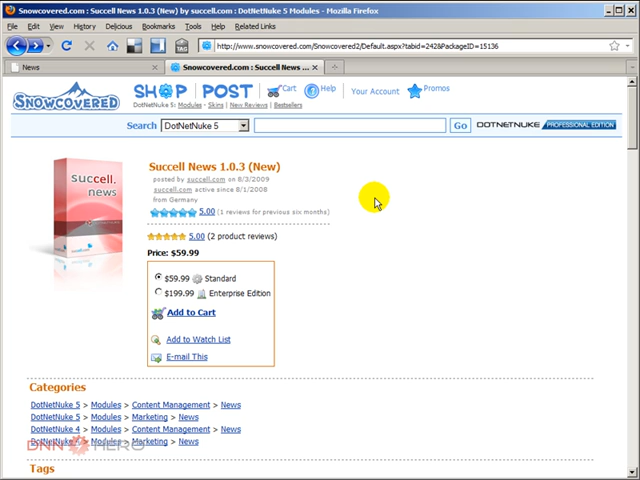 Snowcovered.com : Succell News 1.0.3 (New) by succell.com : DotNetNuke 5 Modules - Mozilla Firefox
File Edit View History Delicious Bookmarks Tools Help Related Links
TAG http://www.snowcovered.com/Snowcovered2/Default.aspx?tabid=242&PackageID=15136
News Snowcovered.com : Succell News ...
SNOWCOVERED SHOP POST Cart Help Your Account Promos
DotNetNuke 5: Modules - Skins | New Reviews | Bestsellers
Search DotNetNuke 5 Go DOTNETNUKE PROFESSIONAL EDITION
Succell News 1.0.3 (New)
posted by succell.com on 8/3/2009
succell.com active since 8/1/2008
from Germany
5.00 (1 reviews for previous six months)
succell.
news
5.00 (2 product reviews)
Price: $59.99
$59.99 Standard
$199.99 Enterprise Edition
Add to Cart
Add to Watch List
E-mail This
Categories
DotNetNuke 5 > Modules > Content Management > News
DotNetNuke 5 > Modules > Marketing > News
DotNetNuke 4 > Modules > Content Management > News
DotNetNuke 4 > Modules > Marketing > News
DNN HERO
Tags